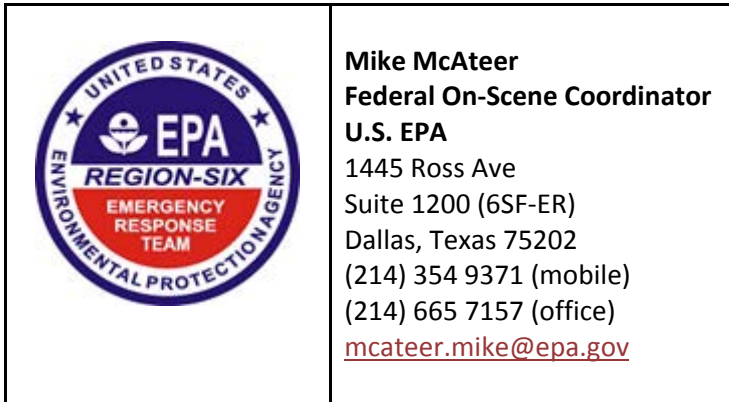 UNITED STATES
EPA
REGION-SIX
EMERGENCY
RESPONSE
TEAM
ENVIRONMENTAL PROTECTION AGENCY
Mike McAteer
Federal On-Scene Coordinator
U.S. EPA
1445 Ross Ave
Suite 1200 (6SF-ER)
Dallas, Texas 75202
(214) 354 9371 (mobile)
(214) 665 7157 (office)
mcateer.mike@epa.gov